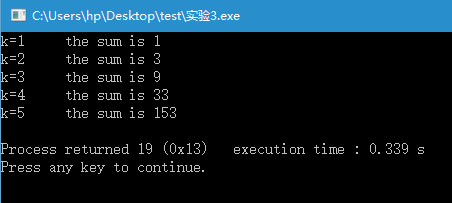 C:\Users\hp\Desktop\test\实验3.exe
k=1     the sum is 1
k=2     the sum is 3
k=3     the sum is 9
k=4     the sum is 33
k=5     the sum is 153
Process returned 19 (0x13)   execution time : 0.339 s
Press any key to continue.